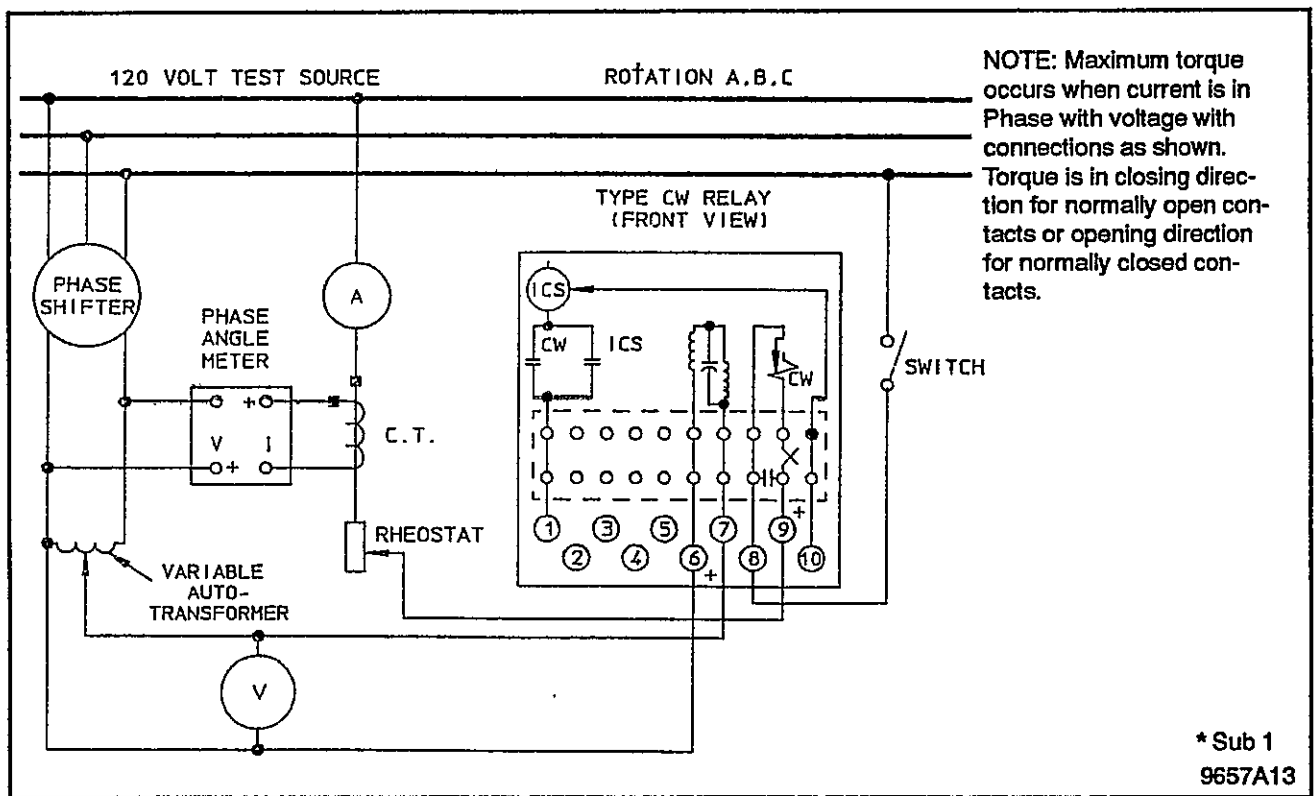 120 VOLT TEST SOURCE
ROTATION A.B.C
NOTE: Maximum torque
occurs when current is in
Phase with voltage with
connections as shown.
Torque is in closing direc-
tion for normally open con-
tacts or opening direction
for normally closed con-
tacts.
TYPE CW RELAY
(FRONT VIEW)
PHASE
SHIFTER
A
ICS
PHASE
ANGLE
METER
CW
ICS
CW
SWITCH
+
V
I
+
C.T.
RHEOSTAT
1
3
5
7
9
+
2
4
6
+
8
10
VARIABLE
AUTO-
TRANSFORMER
V
* Sub 1
9657A13